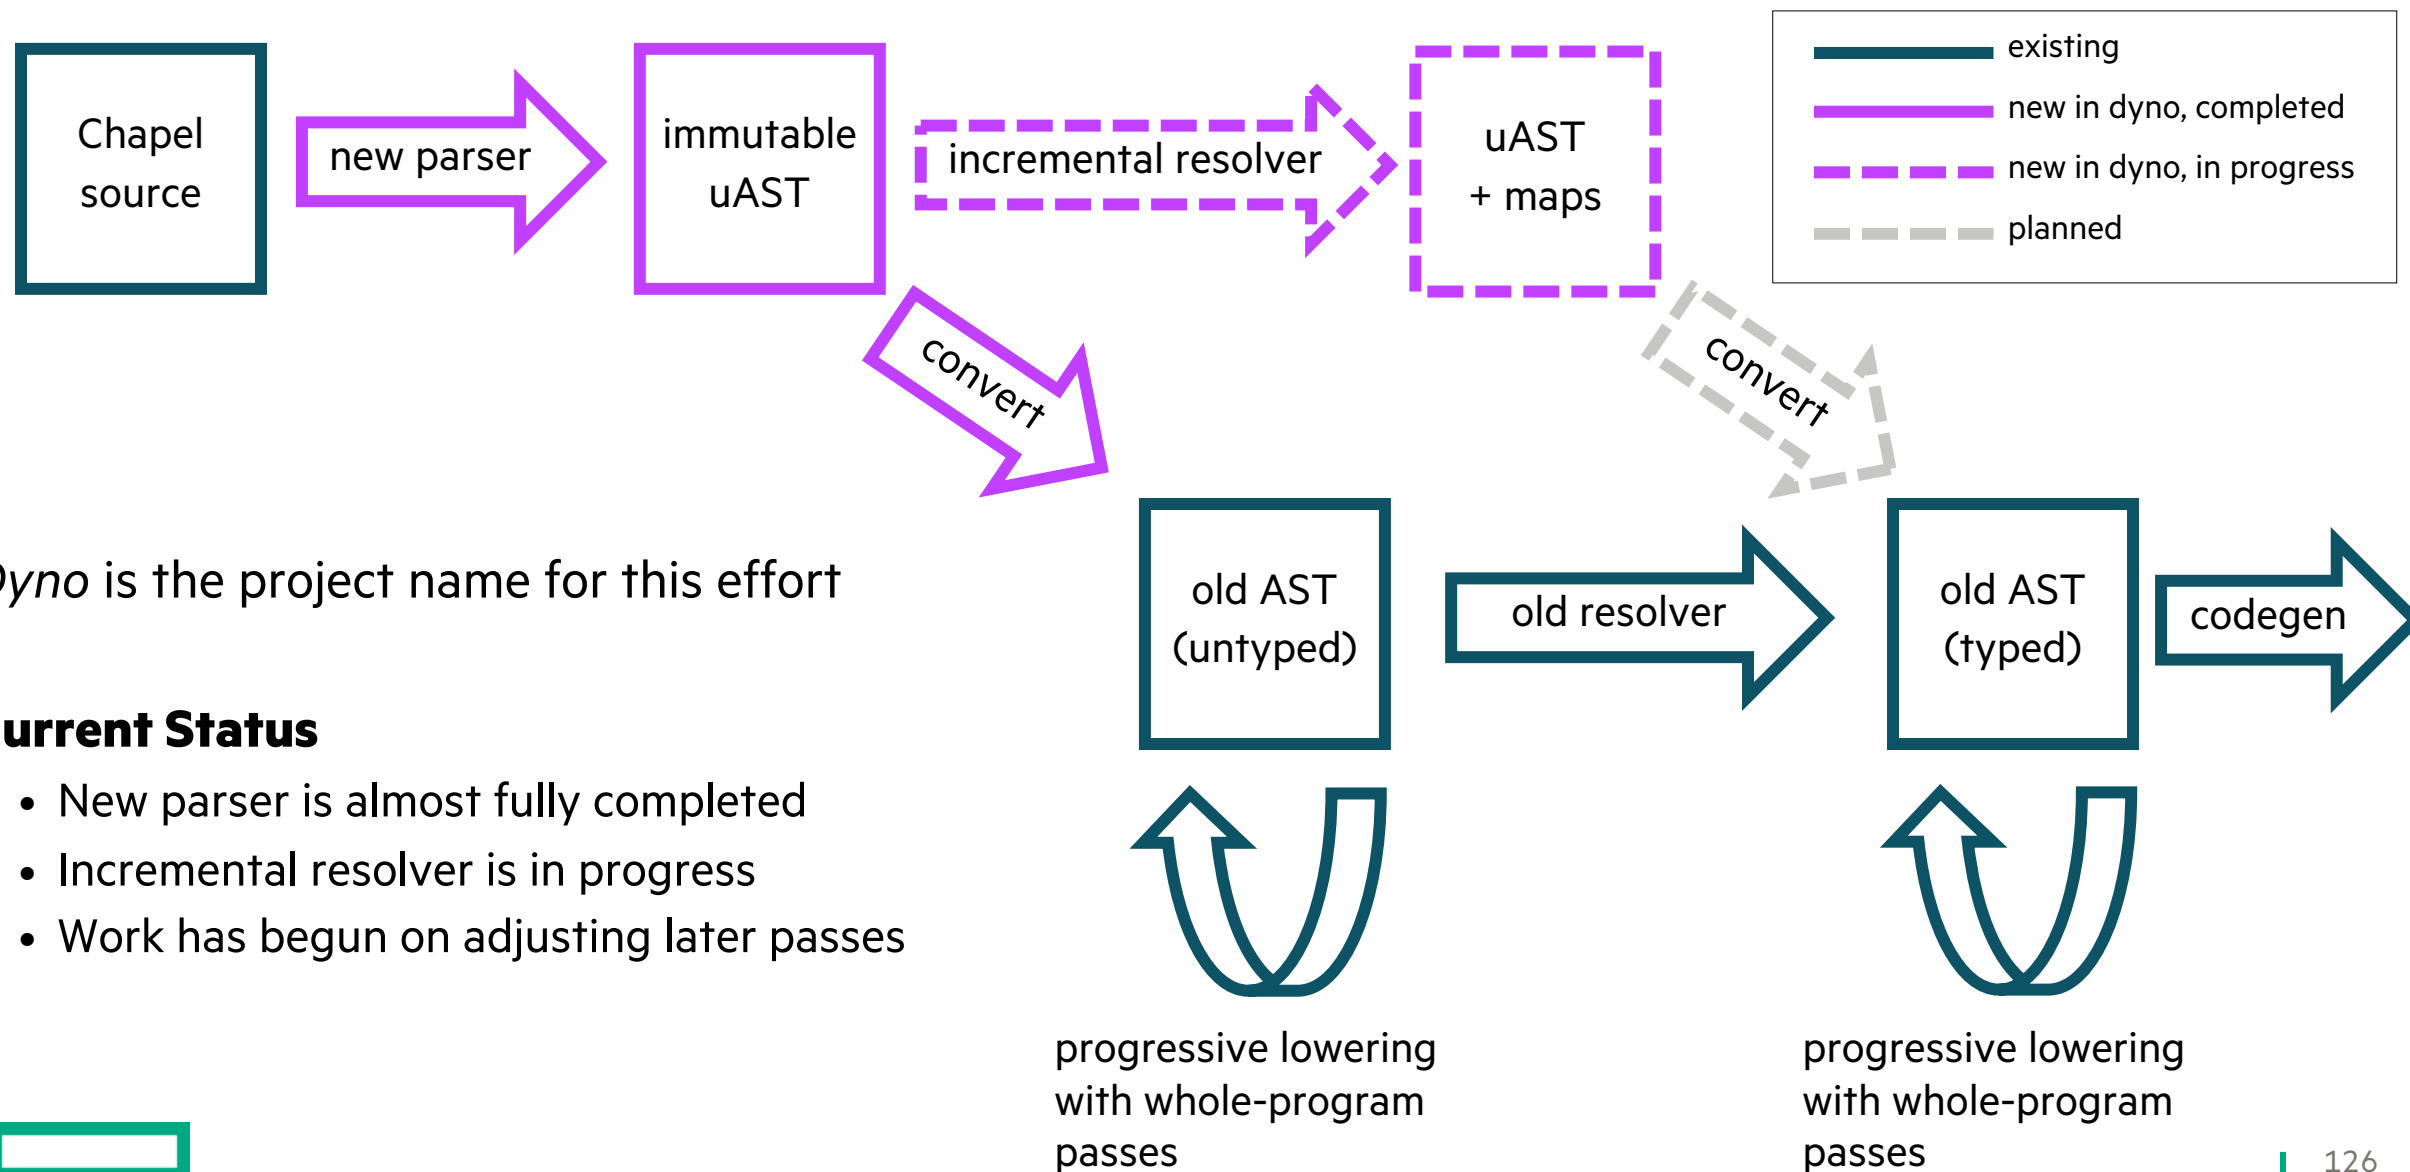 Chapel
source
new parser
immutable
uAST
incremental resolver
uAST
+ maps
existing
new in dyno, completed
new in dyno, in progress
planned
convert
convert
old AST
(untyped)
old resolver
old AST
(typed)
codegen
yno is the project name for this effort
urrent Status
• New parser is almost fully completed
• Incremental resolver is in progress
• Work has begun on adjusting later passes
progressive lowering
with whole-program
passes
progressive lowering
with whole-program
passes
126